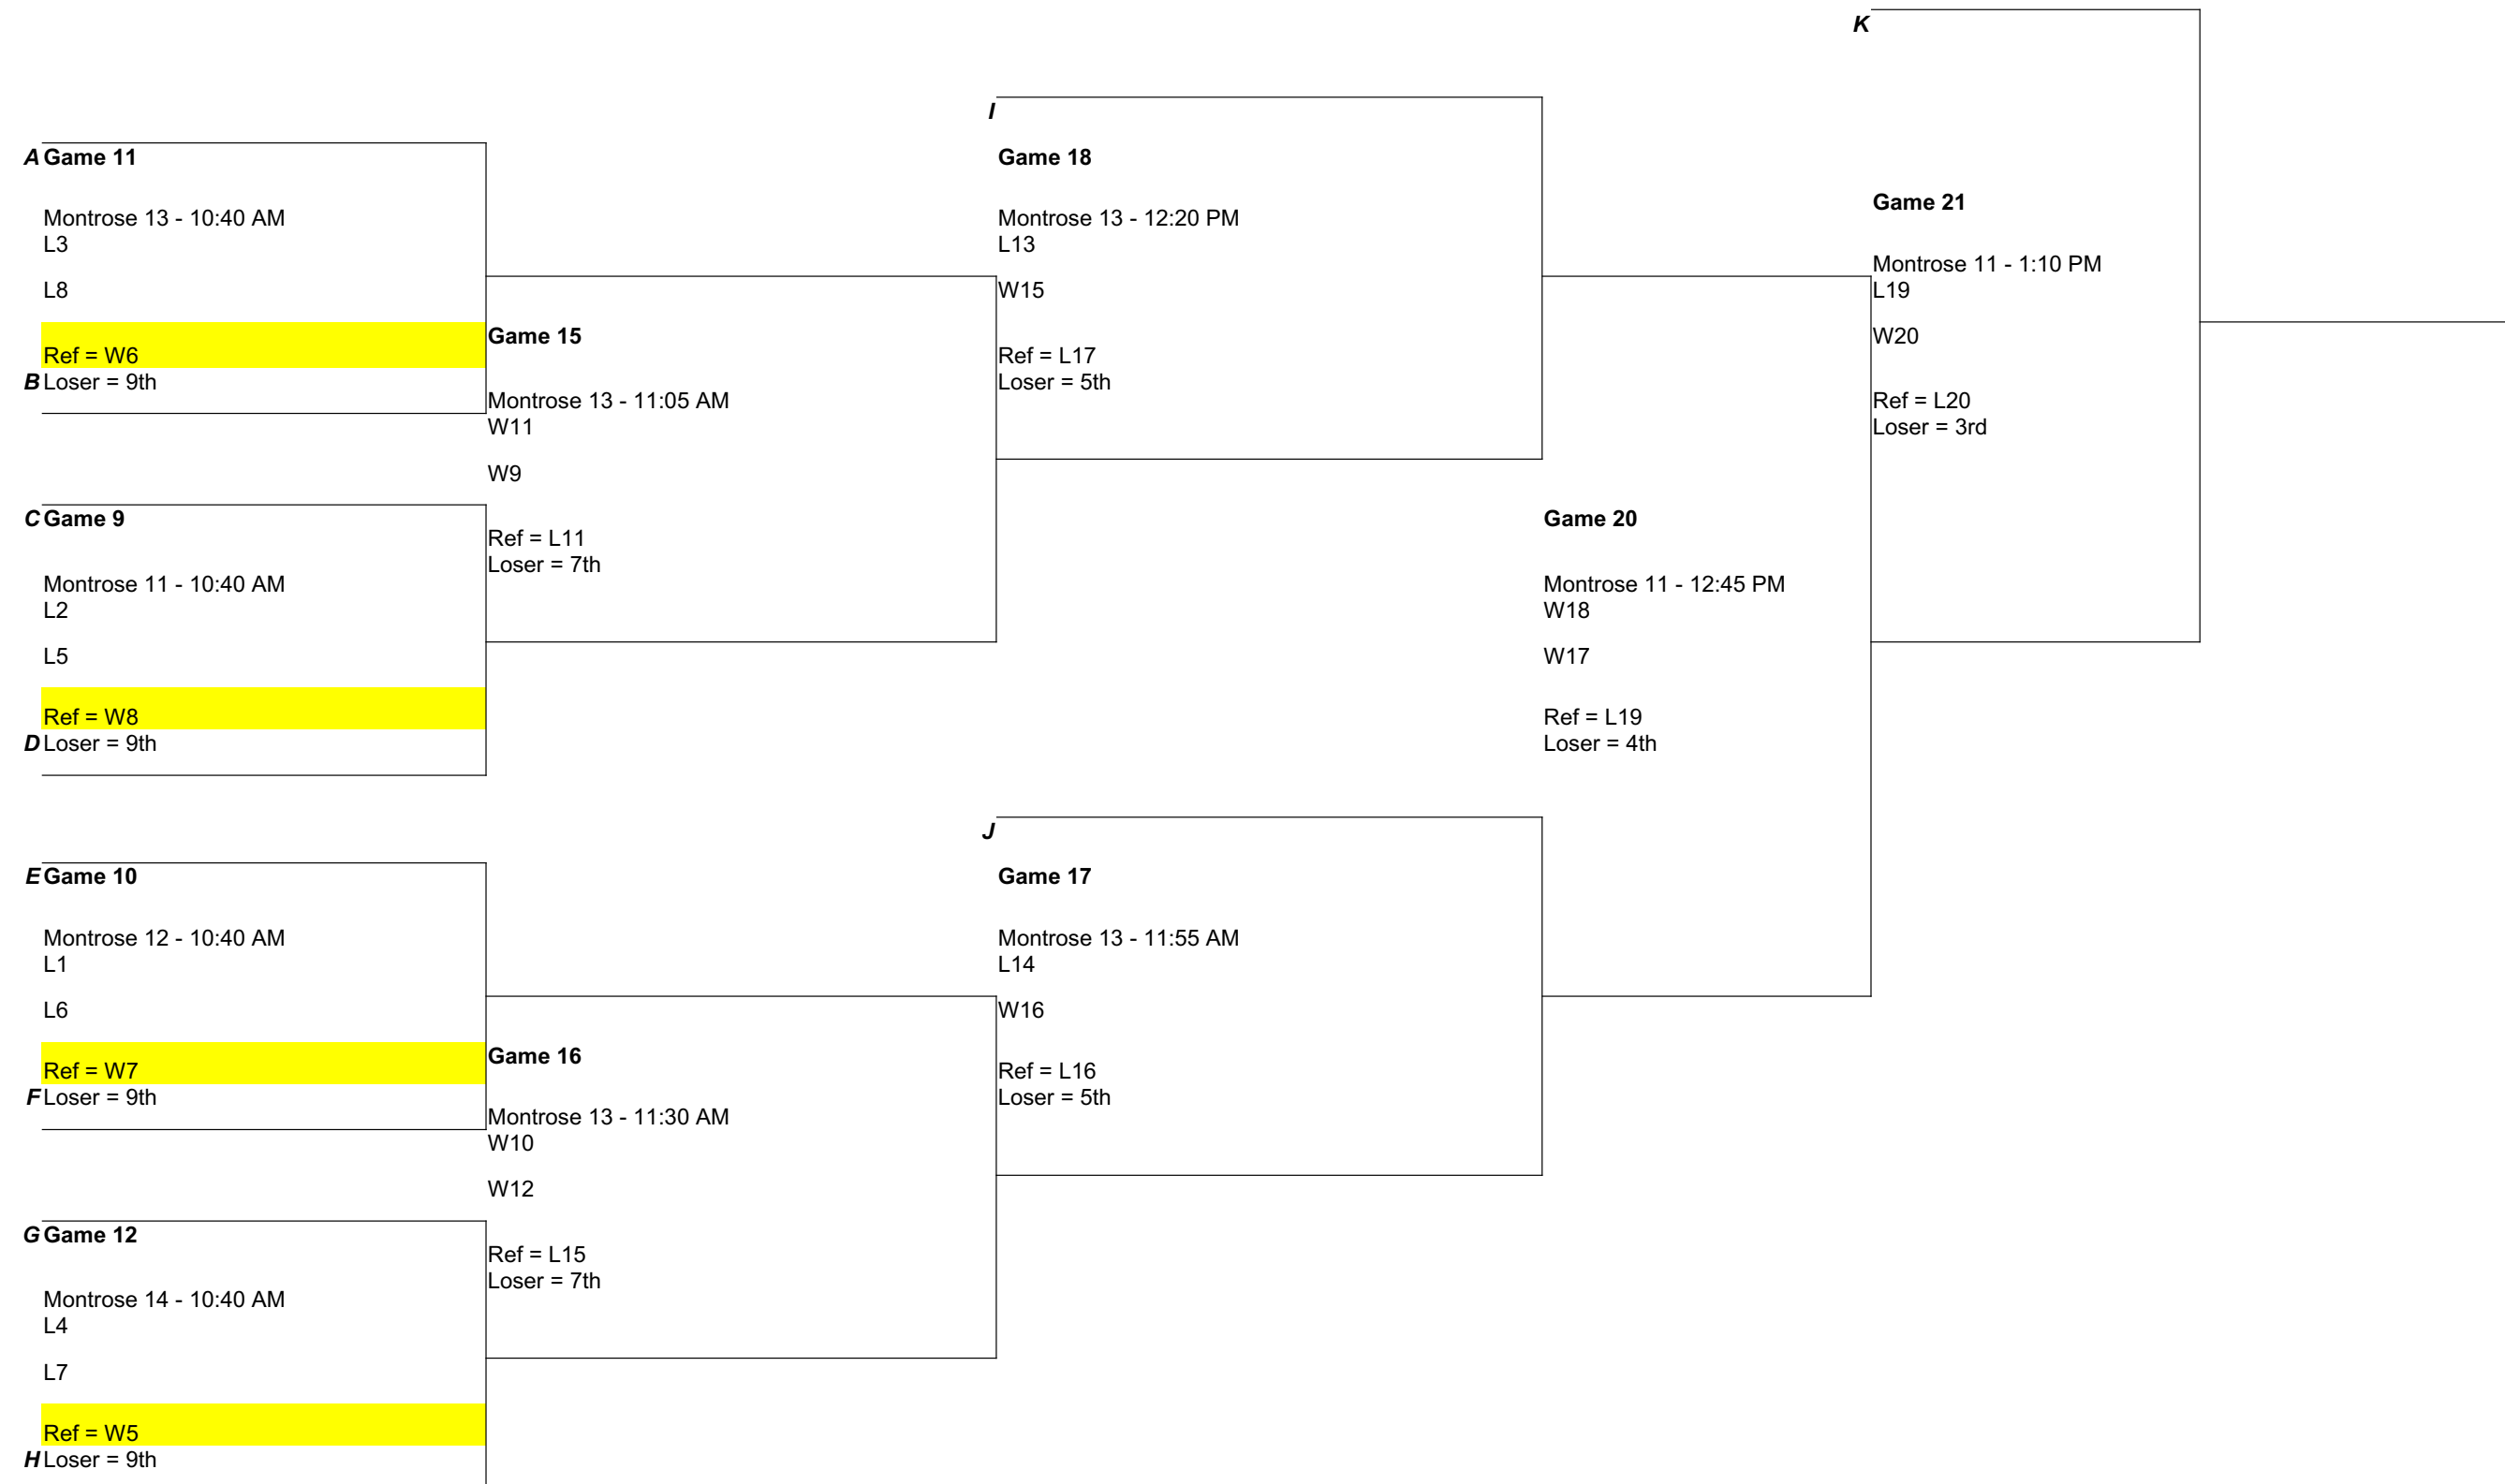 K
I
A Game 11
Montrose 13 - 10:40 AM
L3
L8
Ref = W6
B Loser = 9th
C Game 9
Montrose 11 - 10:40 AM
L2
L5
Ref = W8
D Loser = 9th
E Game 10
Montrose 12 - 10:40 AM
L1
L6
Ref = W7
F Loser = 9th
G Game 12
Montrose 14 - 10:40 AM
L4
L7
Ref = W5
H Loser = 9th
Game 15
Montrose 13 - 11:05 AM
W11
W9
Ref = L11
Loser = 7th
Game 16
Montrose 13 - 11:30 AM
W10
W12
Ref = L15
Loser = 7th
Game 18
Montrose 13 - 12:20 PM
L13
W15
Ref = L17
Loser = 5th
J
Game 17
Montrose 13 - 11:55 AM
L14
W16
Ref = L16
Loser = 5th
Game 20
Montrose 11 - 12:45 PM
W18
W17
Ref = L19
Loser = 4th
Game 21
Montrose 11 - 1:10 PM
L19
W20
Ref = L20
Loser = 3rd